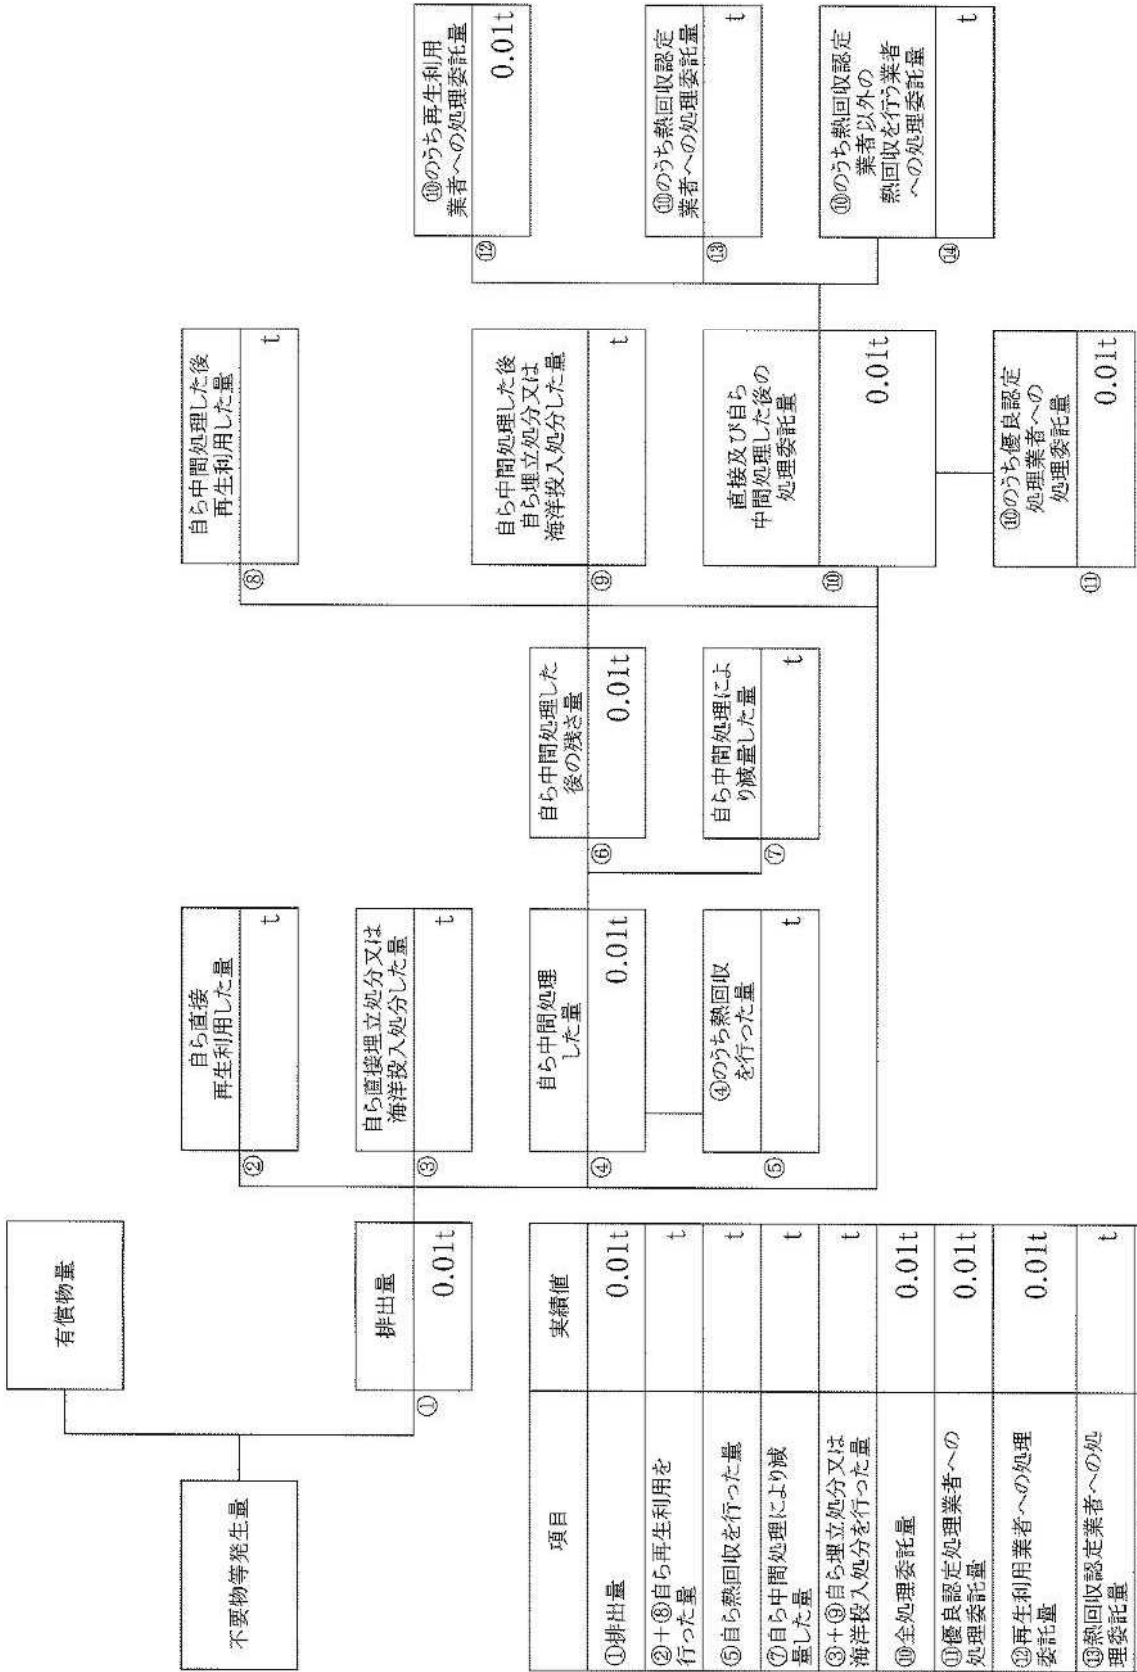 不要物等発生量
有償物量
①
排出量
0.01t
②
自ら直接
再生利用した量
t
③
自ら直接埋立処分又は
海洋投入処分した量
t
④
自ら中間処理
した量
0.01t
⑤
④のうち熱回収
を行った量
t
⑥
自ら中間処理した
後の残さ量
0.01t
⑦
自ら中間処理によ
り減量した量
t
⑧
自ら中間処理した後
再生利用した量
t
⑨
自ら中間処理した後
自ら埋立処分又は
海洋投入処分した量
t
⑩
直接及び自ら
中間処理した後の
処理委託量
0.01t
⑪
⑩のうち優良認定
処理業者への
処理委託量
0.01t
⑫
⑩のうち再生利用
業者への処理委託量
0.01t
⑬
⑩のうち熱回収認定
業者への処理委託量
t
⑭
⑩のうち熱回収認定
業者以外の
熱回収を行う業者
への処理委託量
t
項目 実績値
①排出量 0.01t
②+⑧自ら再生利用を
行った量 t
⑤自ら熱回収を行った量 t
⑦自ら中間処理により減
量した量 t
③+⑨自ら埋立処分又は
海洋投入処分を行った量 t
⑩全処理委託量 0.01t
⑪優良認定処理業者への
処理委託量 0.01t
⑫再生利用業者への処理
委託量 0.01t
⑬熱回収認定業者への処
理委託量 t